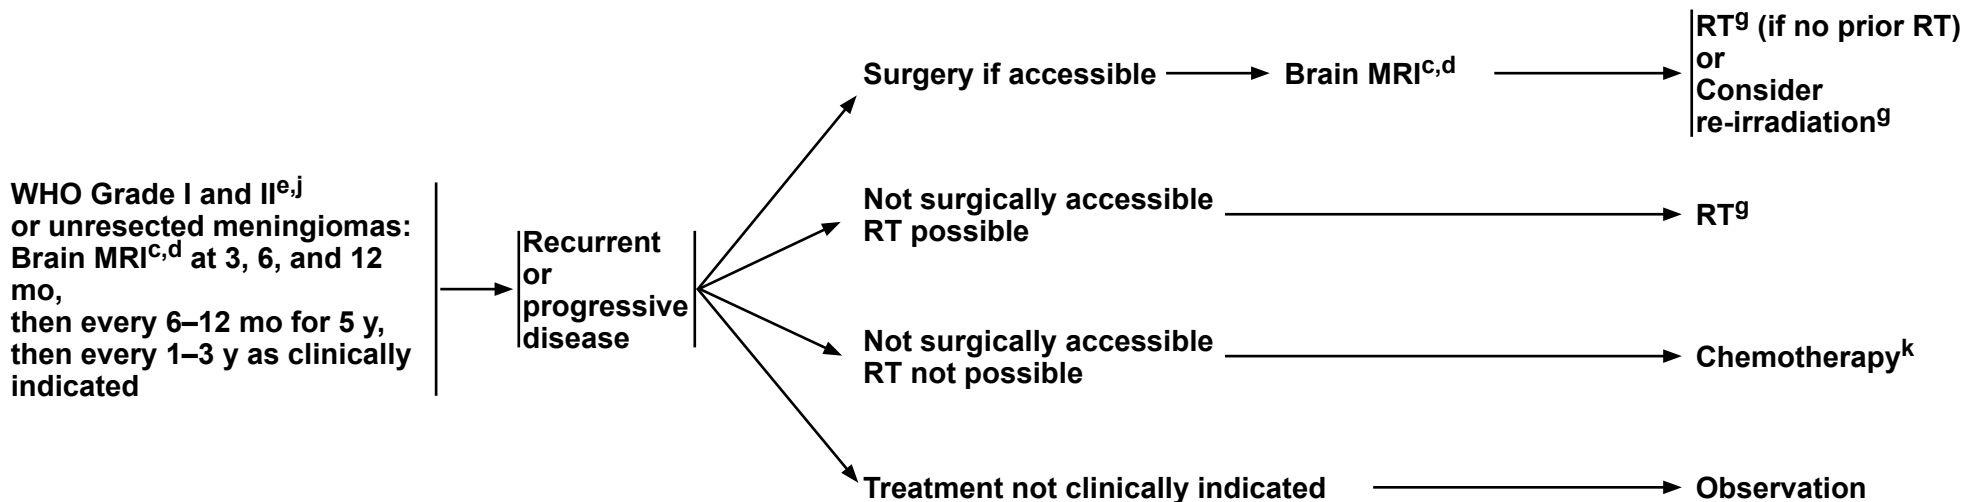 WHO Grade I and IIe,j
or unresected meningiomas:
Brain MRIc,d at 3, 6, and 12
mo,
then every 6–12 mo for 5 y,
then every 1–3 y as clinically
indicated
Recurrent
or
progressive
disease
Surgery if accessible
Brain MRIc,d
RTg (if no prior RT)
or
Consider
re-irradiationg
Not surgically accessible
RT possible
RTg
Not surgically accessible
RT not possible
Chemotherapyk
Treatment not clinically indicated
Observation